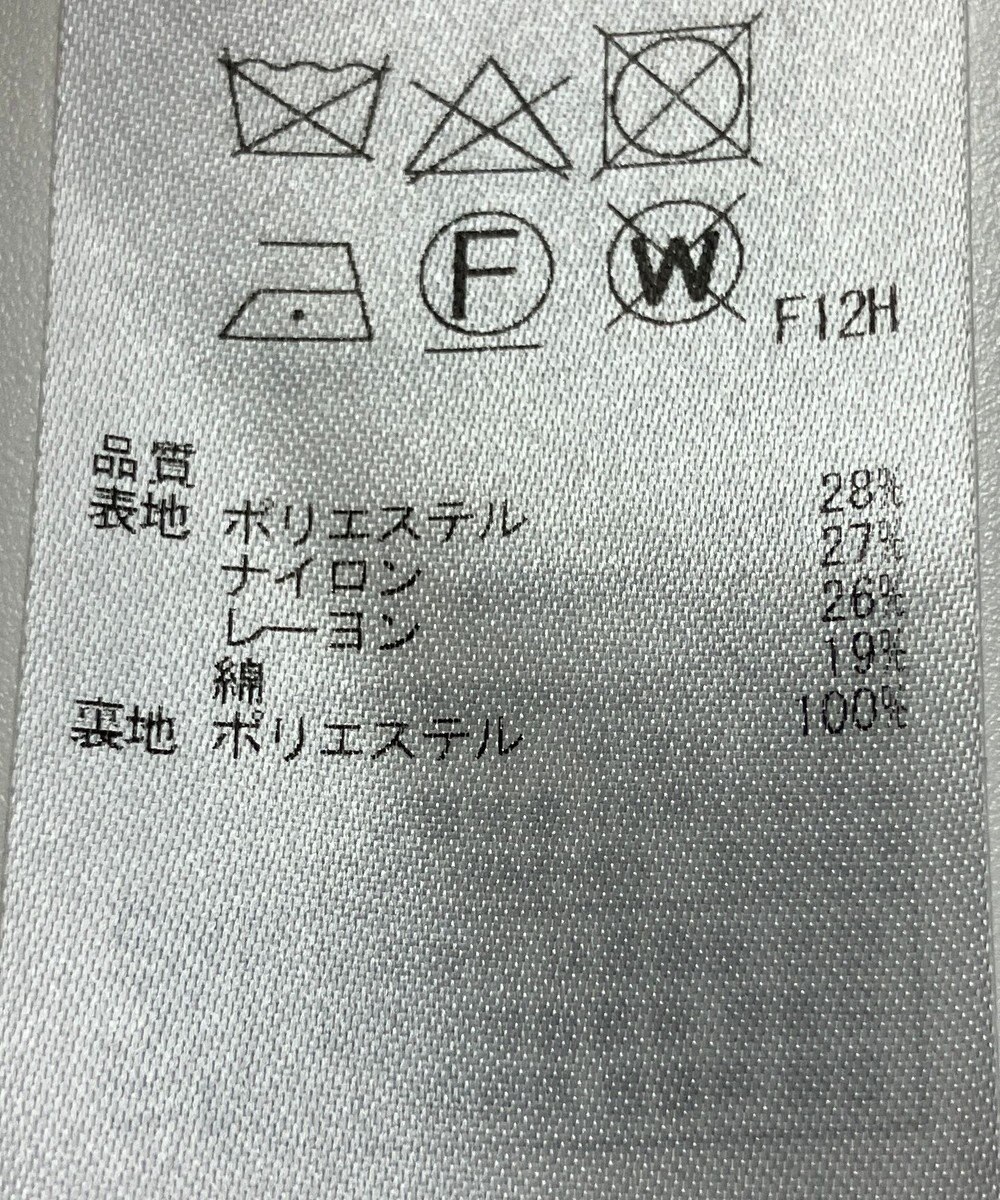 F
W
F12H
品質
表地 ポリエステル 28%
ナイロン 27%
レーヨン 26%
綿 19%
裏地 ポリエステル 100%